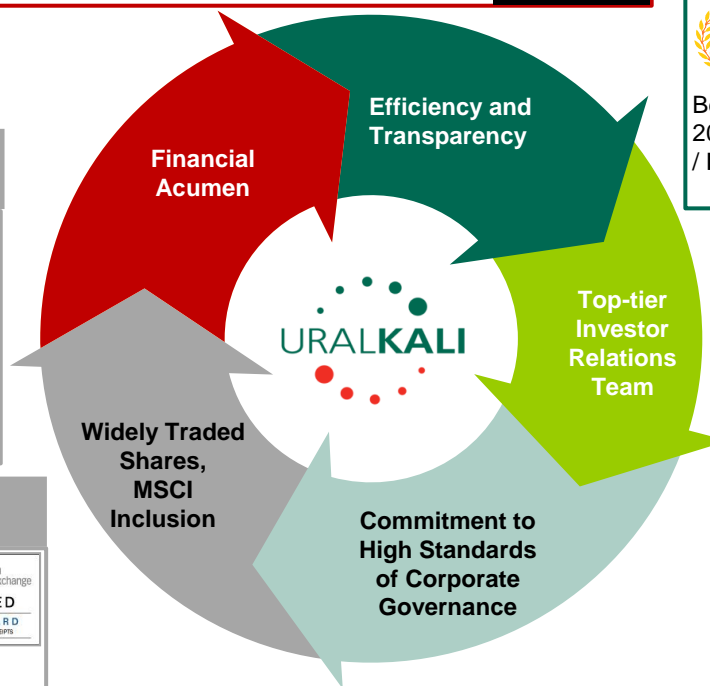 Efficiency and
Transparency
Financial
Acumen
URALKALI
Top-tier
Investor
Relations
Team
Widely Traded
Shares,
MSCI
Inclusion
Commitment to
High Standards
of Corporate
Governance